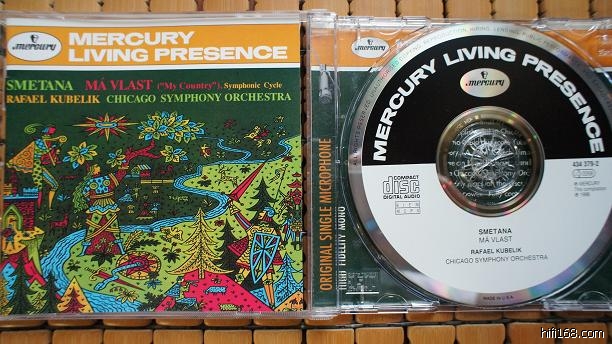 mercury
MERCURY
LIVING PRESENCE
SMETANA MÁ VLAST ("My Country"), Symphonic Cycle
RAFAEL KUBELIK CHICAGO SYMPHONY ORCHESTRA
ORIGINAL SINGLE MICROPHONE
HIGH FIDELITY MONO
mercury
MERCURY LIVING PRESENCE
mercury
COMPACT
disc
DIGITAL AUDIO
434 379-2
SMETANA
MÁ VLAST
RAFAEL KUBELIK
CHICAGO SYMPHONY ORCHESTRA
MADE IN U.S.A.
hifi168.com